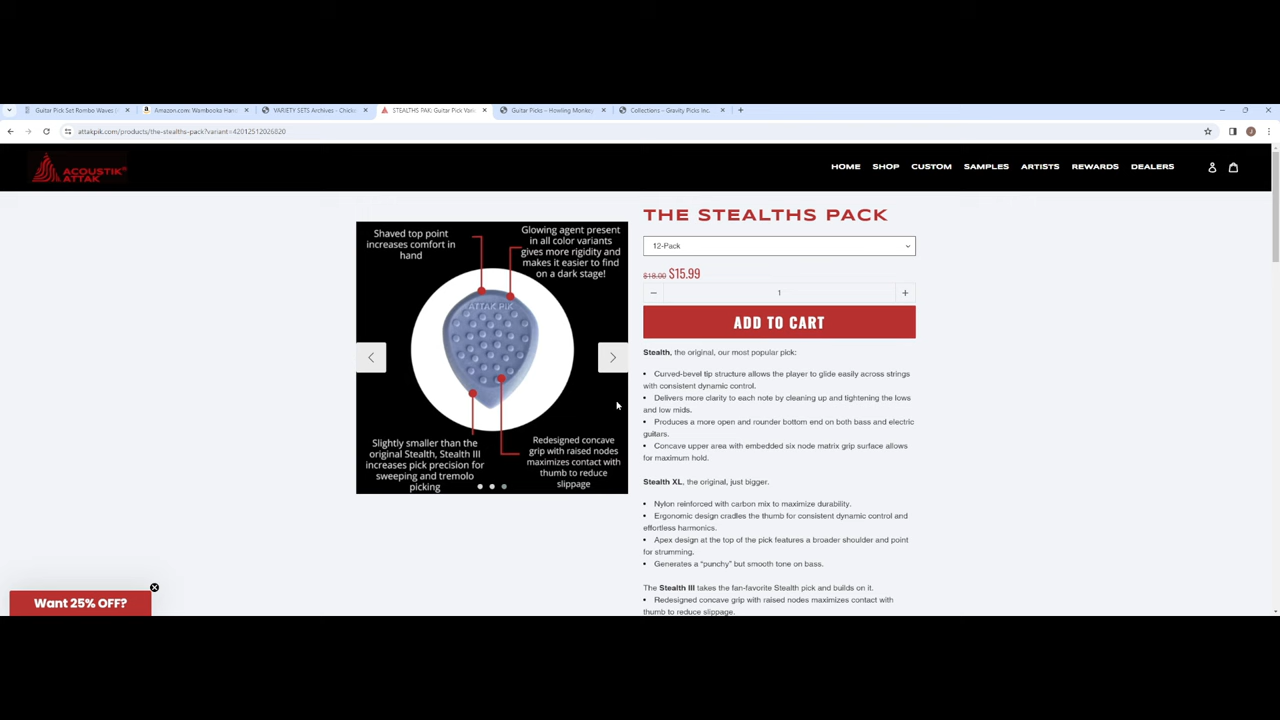 Guitar Pick Set Rombo Waves
Amazon.com: Wambooka Han
VARIETY SETS Archives - Chick
STEALTHS PAK: Guitar Pick Vari
Guitar Picks – Howling Monkey
Collections – Gravity Picks Inc.
attakpik.com/products/the-stealths-pack?variant=42012512026820
ACOUSTIK®
ATTAK
HOME
SHOP
CUSTOM
SAMPLES
ARTISTS
REWARDS
DEALERS
Shaved top point
increases comfort in
hand
Glowing agent present
in all color variants
gives more rigidity and
makes it easier to find
on a dark stage!
ATTAK PIK
Slightly smaller than the
original Stealth, Stealth III
increases pick precision for
sweeping and tremolo
picking
Redesigned concave
grip with raised nodes
maximizes contact with
thumb to reduce
slippage
THE STEALTHS PACK
12-Pack
$18.00 $15.99
− 1 +
ADD TO CART
Stealth, the original, our most popular pick:
• Curved-bevel tip structure allows the player to glide easily across strings
with consistent dynamic control.
• Delivers more clarity to each note by cleaning up and tightening the lows
and low mids.
• Produces a more open and rounder bottom end on both bass and electric
guitars.
• Concave upper area with embedded six node matrix grip surface allows
for maximum hold.
Stealth XL, the original, just bigger.
• Nylon reinforced with carbon mix to maximize durability.
• Ergonomic design cradles the thumb for consistent dynamic control and
effortless harmonics.
• Apex design at the top of the pick features a broader shoulder and point
for strumming.
• Generates a “punchy” but smooth tone on bass.
The Stealth III takes the fan-favorite Stealth pick and builds on it.
• Redesigned concave grip with raised nodes maximizes contact with
thumb to reduce slippage.
Want 25% OFF?